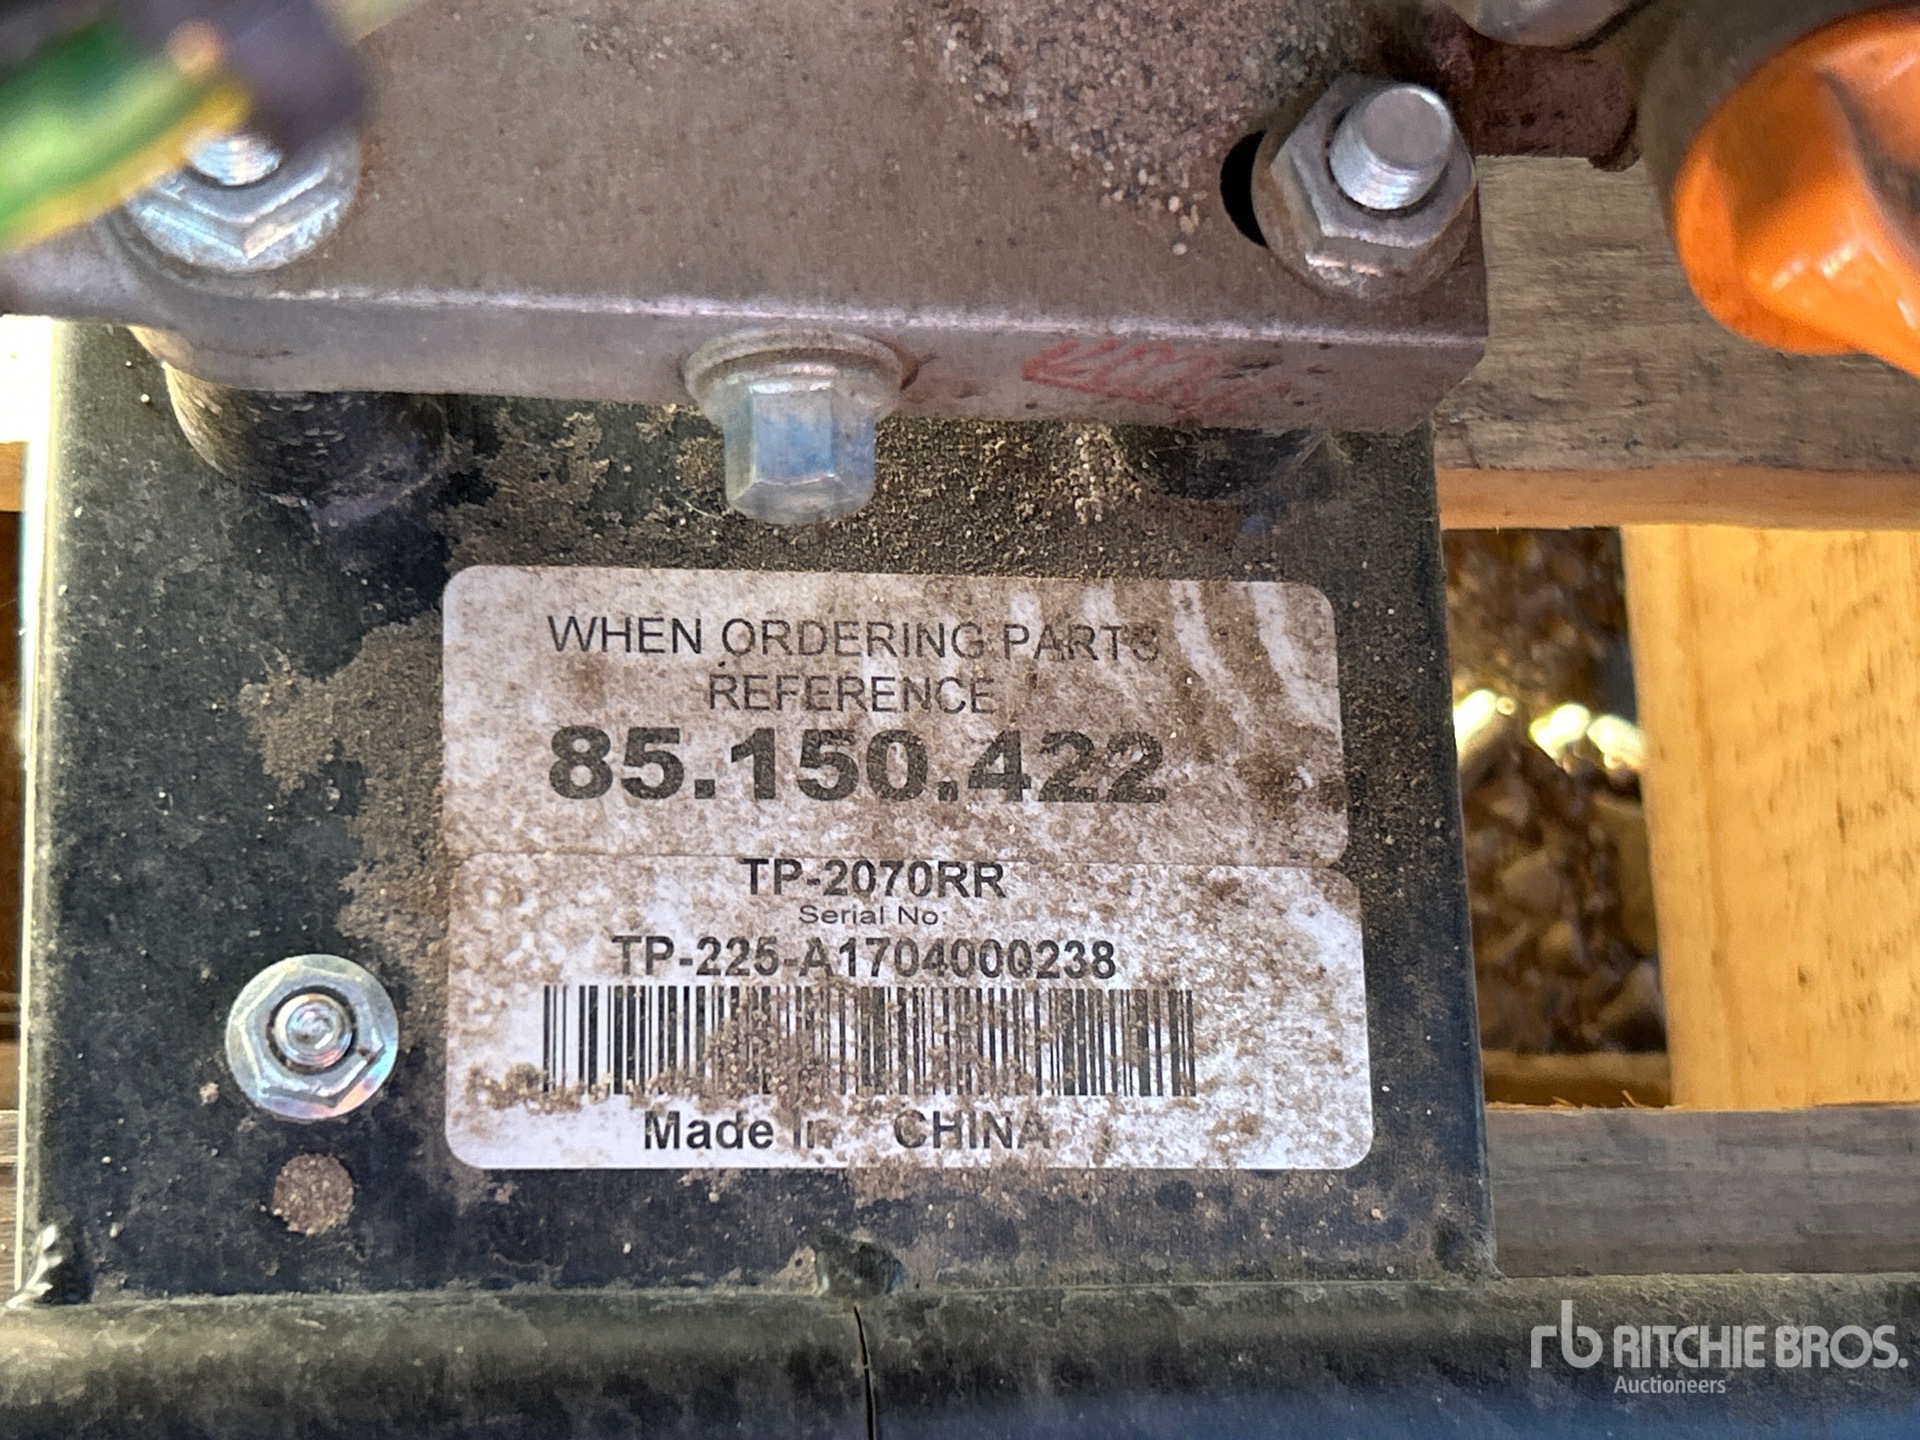 WHEN ORDERING PARTS
REFERENCE
85.150.422
TP-2070RR
Serial No:
TP-225-A1704000238
Made In CHINA
rb RITCHIE BROS.
Auctioneers